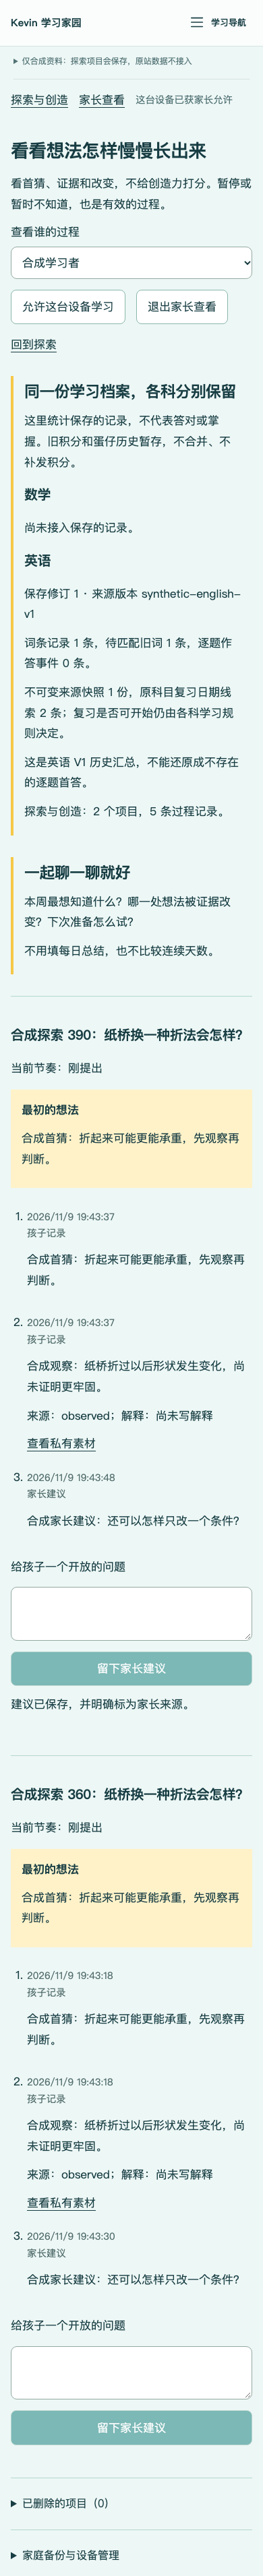 Kevin 学习家园
学习导航
仅合成资料：探索项目会保存，原站数据不接入
探索与创造 家长查看 这台设备已获家长允许
看看想法怎样慢慢长出来
看首猜、证据和改变，不给创造力打分。暂停或
暂时不知道，也是有效的过程。
查看谁的过程
合成学习者
允许这台设备学习 退出家长查看
回到探索
同一份学习档案，各科分别保留
这里统计保存的记录，不代表答对或掌
握。旧积分和蛋仔历史暂存，不合并、不
补发积分。
数学
尚未接入保存的记录。
英语
保存修订 1 · 来源版本 synthetic-english-
v1
词条记录 1 条，待匹配旧词 1 条，逐题作
答事件 0 条。
不可变来源快照 1 份，原科目复习日期线
索 2 条；复习是否可开始仍由各科学习规
则决定。
这是英语 V1 历史汇总，不能还原成不存在
的逐题首答。
探索与创造：2 个项目，5 条过程记录。
一起聊一聊就好
本周最想知道什么？哪一处想法被证据改
变？下次准备怎么试？
不用填每日总结，也不比较连续天数。
合成探索 390：纸桥换一种折法会怎样？
当前节奏：刚提出
最初的想法
合成首猜：折起来可能更能承重，先观察再
判断。
1. 2026/11/9 19:43:37
孩子记录
合成首猜：折起来可能更能承重，先观察再
判断。
2. 2026/11/9 19:43:37
孩子记录
合成观察：纸桥折过以后形状发生变化，尚
未证明更牢固。
来源：observed；解释：尚未写解释
查看私有素材
3. 2026/11/9 19:43:48
家长建议
合成家长建议：还可以怎样只改一个条件？
给孩子一个开放的问题
留下家长建议
建议已保存，并明确标为家长来源。
合成探索 360：纸桥换一种折法会怎样？
当前节奏：刚提出
最初的想法
合成首猜：折起来可能更能承重，先观察再
判断。
1. 2026/11/9 19:43:18
孩子记录
合成首猜：折起来可能更能承重，先观察再
判断。
2. 2026/11/9 19:43:18
孩子记录
合成观察：纸桥折过以后形状发生变化，尚
未证明更牢固。
来源：observed；解释：尚未写解释
查看私有素材
3. 2026/11/9 19:43:30
家长建议
合成家长建议：还可以怎样只改一个条件？
给孩子一个开放的问题
留下家长建议
已删除的项目（0）
家庭备份与设备管理